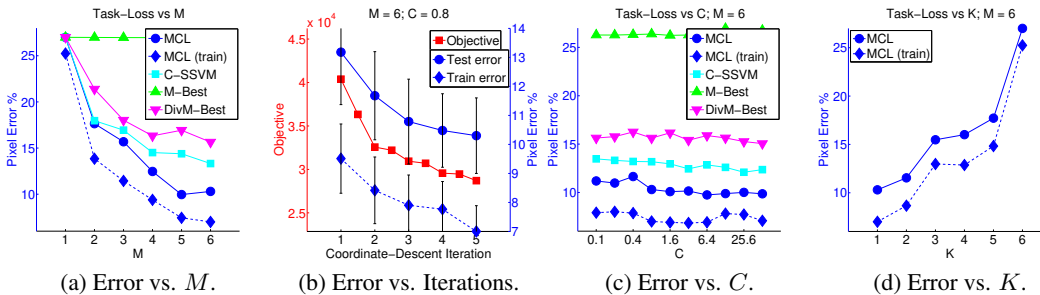 Task−Loss vs M
Pixel Error %
25
20
15
10
1 2 3 4 5 6
M
MCL
MCL (train)
C−SSVM
M−Best
DivM−Best
(a) Error vs. M.
M = 6; C = 0.8
x 10⁴
Objective
4.5
3.5
3.5
2.5
1 2 3 4 5
Coordinate−Descent Iteration
14
13
12
11
10
9
8
7
Pixel Error %
Objective
Test error
Train error
(b) Error vs. Iterations.
Task−Loss vs C; M = 6
Pixel Error %
25
20
15
10
0.1 0.4 1.6 6.4 25.6
C
MCL
MCL (train)
C−SSVM
M−Best
DivM−Best
(c) Error vs. C.
Task−Loss vs K; M = 6
Pixel Error %
25
20
15
10
1 2 3 4 5 6
K
MCL
MCL (train)
(d) Error vs. K.